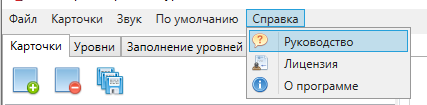 Файл Карточки Звук По умолчанию Справка
Карточки Уровни Заполнение уровней
Руководство
Лицензия
О программе